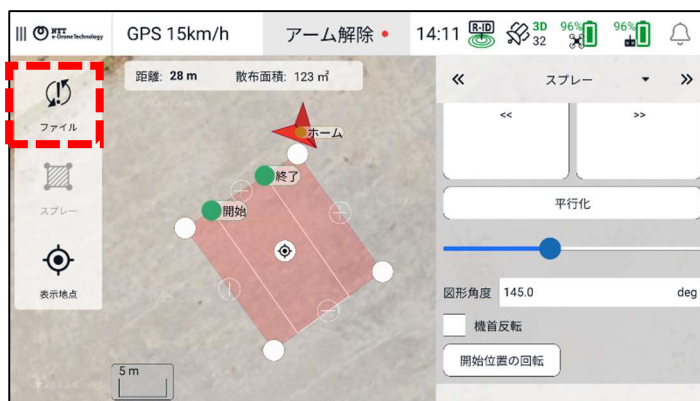 NTT
e-Drone Technology
GPS 15km/h
アーム解除
14:11
R-ID
3D
32
96%
96%
ファイル
スプレー
表示地点
距離: 28 m
散布面積: 123 ㎡
ホーム
終了
開始
5 m
<<
スプレー
>>
<<
>>
平行化
図形角度
145.0
deg
機首反転
開始位置の回転